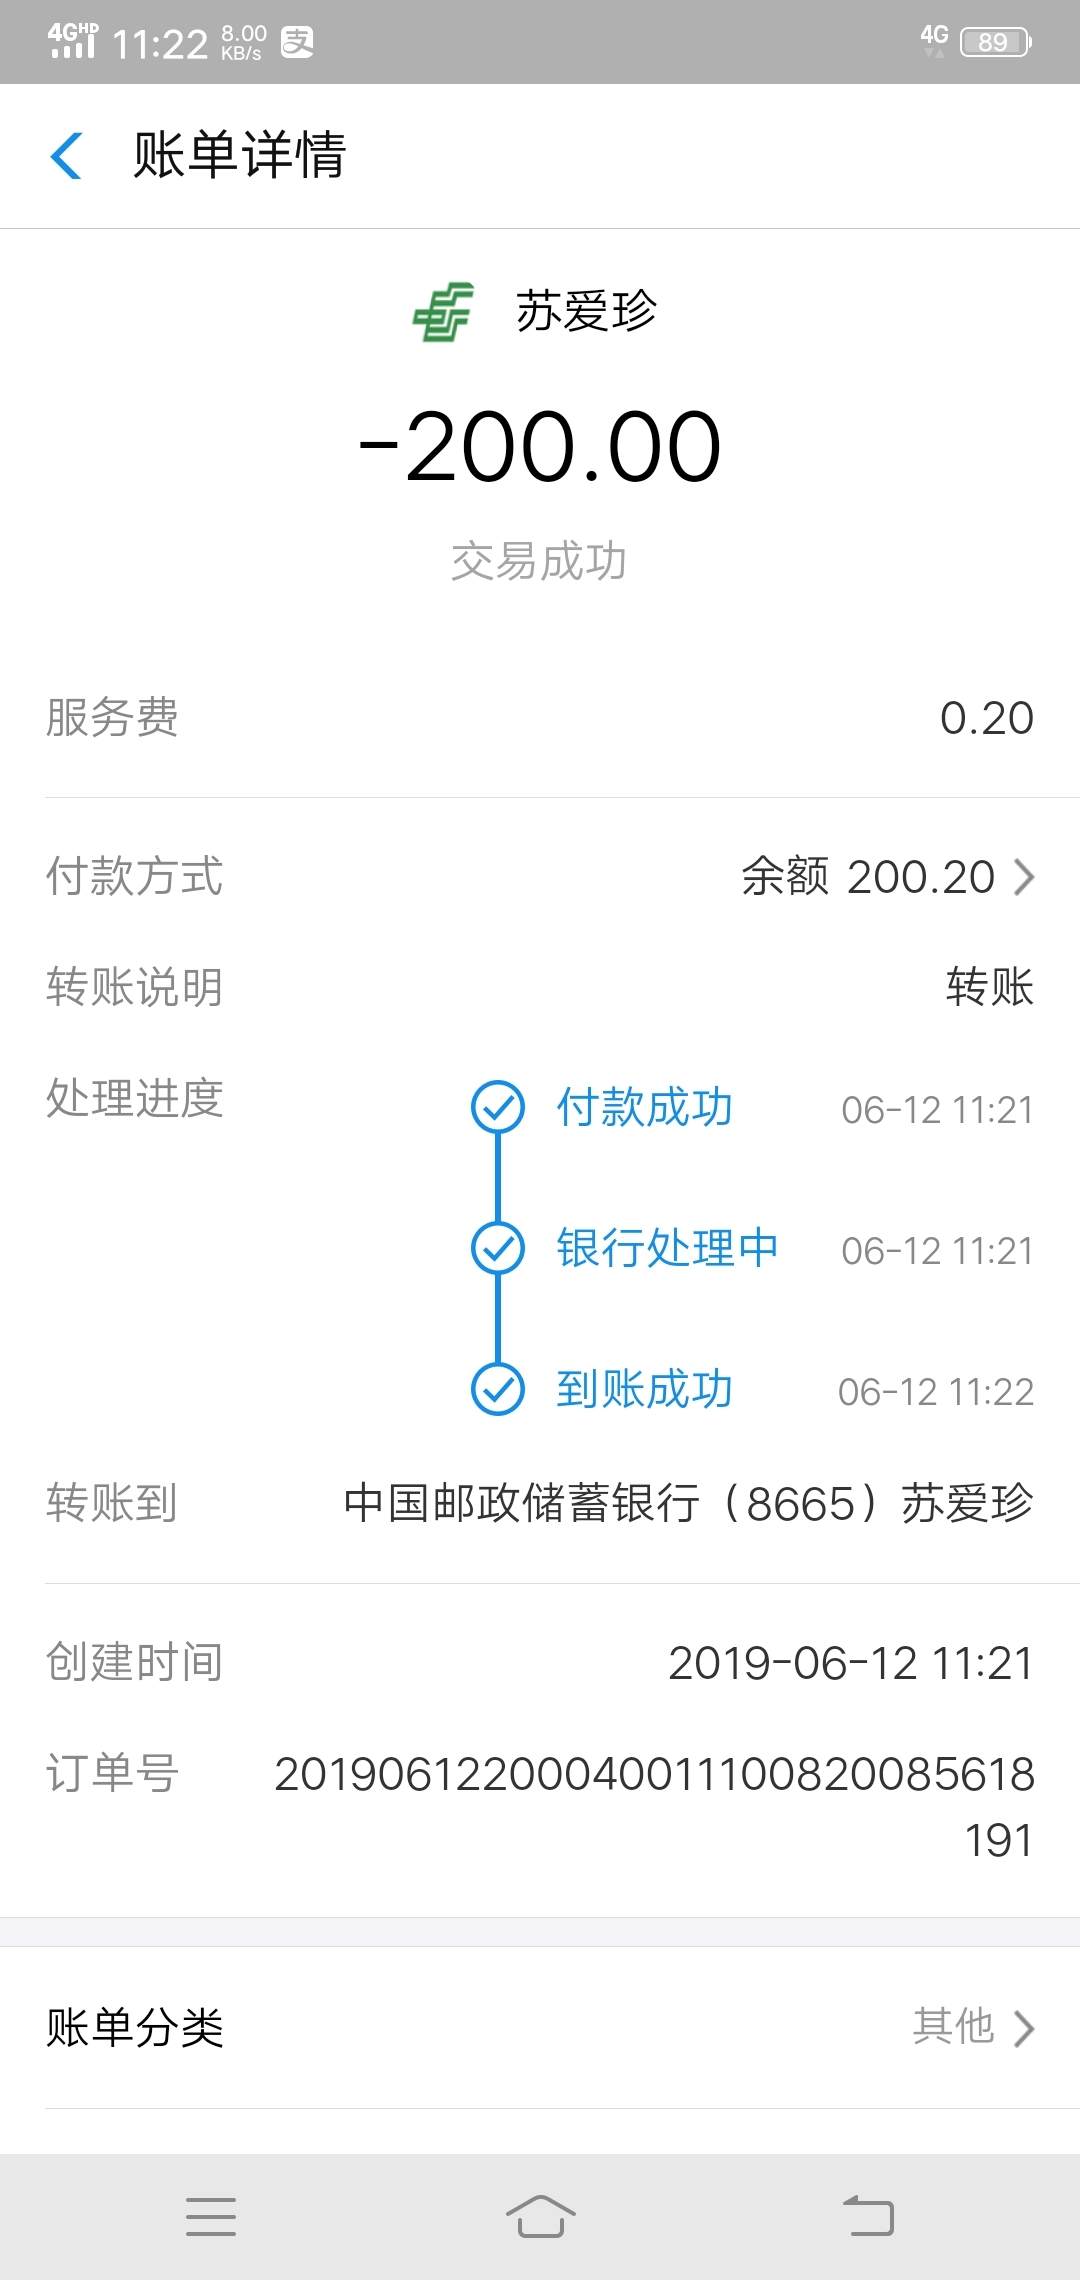 4G HD 11:22 8.00 KB/s 支 4G 89
账单详情
苏爱珍
-200.00
交易成功
服务费 0.20
付款方式 余额 200.20
转账说明 转账
处理进度 付款成功 06-12 11:21
银行处理中 06-12 11:21
到账成功 06-12 11:22
转账到 中国邮政储蓄银行（8665）苏爱珍
创建时间 2019-06-12 11:21
订单号 20190612200040011100820085618
191
账单分类 其他